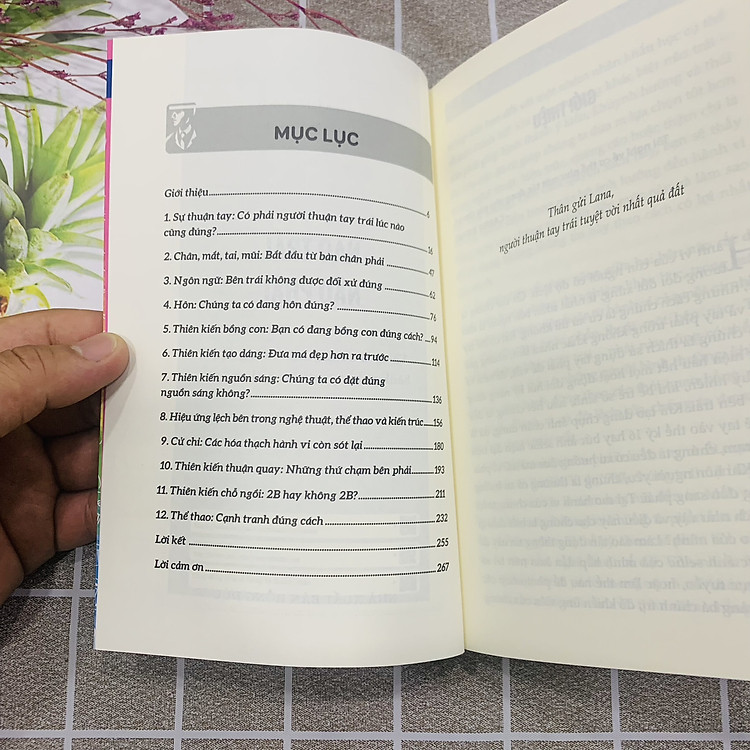 MỤC LỤC
Giới thiệu..........6
1. Sự thuận tay: Có phải người thuận tay trái lúc nào
cũng đúng?..........16
2. Chân, mắt, tai, mũi: Bắt đầu từ bàn chân phải ..........47
3. Ngôn ngữ: Bên trái không được đối xử đúng ..........62
4. Hôn: Chúng ta có đang hôn đúng? ..........76
5. Thiên kiến bồng con: Bạn có đang bồng con đúng cách? ..94
6. Thiên kiến tạo dáng: Đưa má đẹp hơn ra trước..........114
7. Thiên kiến nguồn sáng: Chúng ta có đặt đúng
nguồn sáng không?..........136
8. Hiệu ứng lệch bên trong nghệ thuật, thể thao và kiến trúc ...156
9. Cử chỉ: Các hóa thạch hành vi còn sót lại ..........180
10. Thiên kiến thuận quay: Những thứ chạm bên phải..........193
11. Thiên kiến chỗ ngồi: 2B hay không 2B?..........211
12. Thể thao: Cạnh tranh đúng cách ..........232
Lời kết ..........255
Lời cảm ơn ..........267
Thân gửi Lana,
người thuận tay trái tuyệt vời nhất quả đất